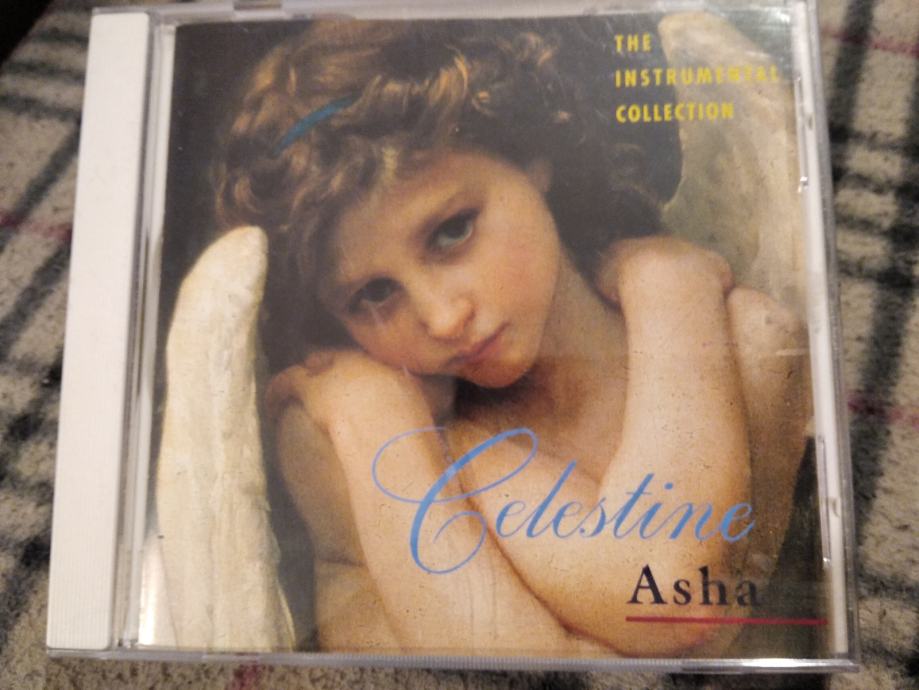 THE
INSTRUMENTAL
COLLECTION
Celestine
Asha